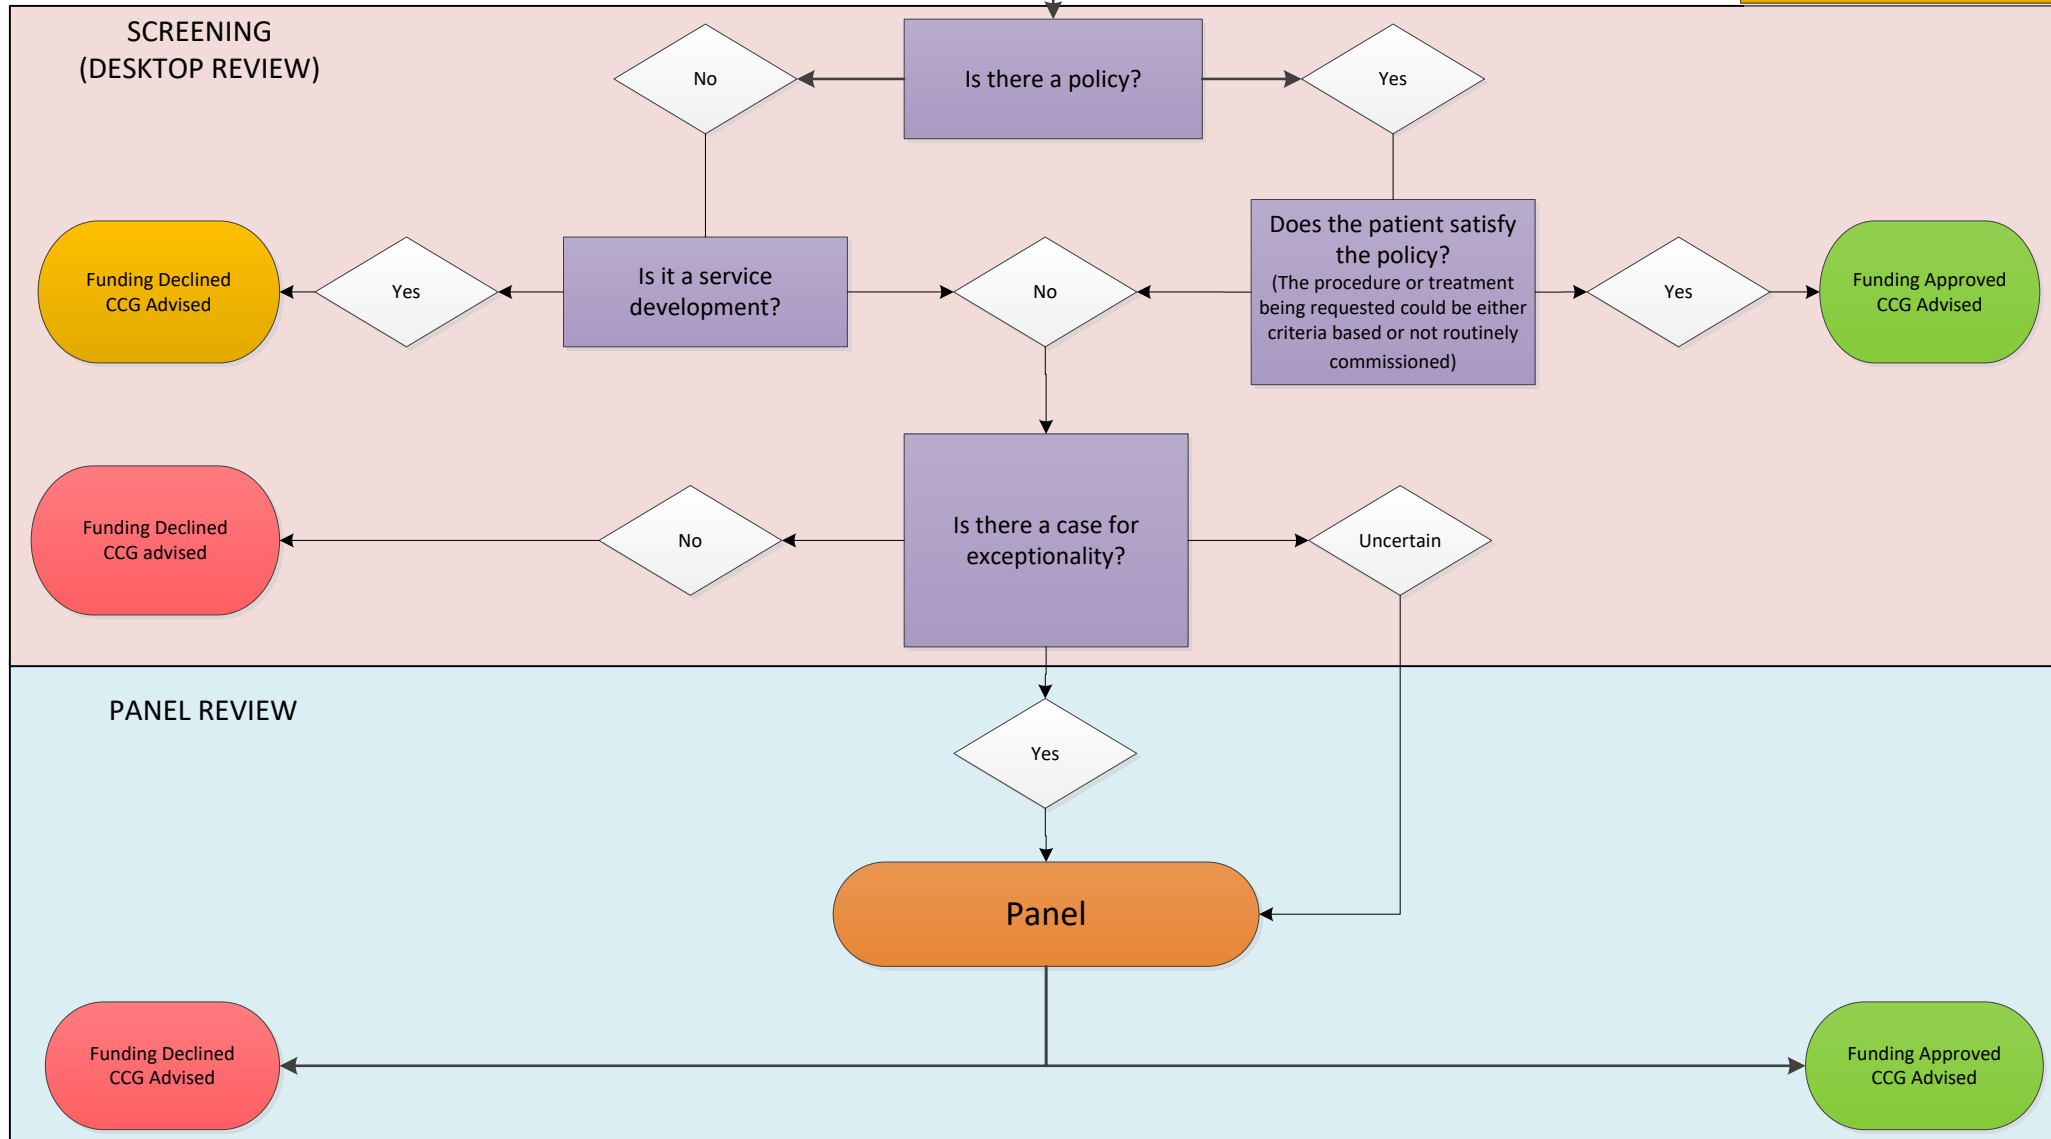 SCREENING
(DESKTOP REVIEW)
No
Is there a policy?
Yes
Funding Declined
CCG Advised
Yes
Is it a service
development?
No
Does the patient satisfy
the policy?
(The procedure or treatment
being requested could be either
criteria based or not routinely
commissioned)
Yes
Funding Approved
CCG Advised
Funding Declined
CCG advised
No
Is there a case for
exceptionality?
Uncertain
PANEL REVIEW
Yes
Panel
Funding Declined
CCG Advised
Funding Approved
CCG Advised